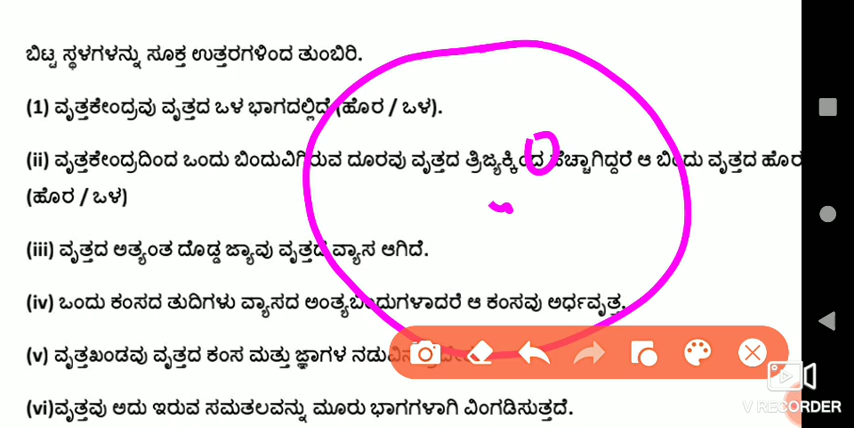 ಬಿಟ್ಟ ಸ್ಥಳಗಳನ್ನು ಸೂಕ್ತ ಉತ್ತರಗಳಿಂದ ತುಂಬಿರಿ.
(1) ವೃತ್ತಕೇಂದ್ರವು ವೃತ್ತದ ಒಳ ಭಾಗದಲ್ಲಿದೆ (ಹೊರ / ಒಳ).
(ii) ವೃತ್ತಕೇಂದ್ರದಿಂದ ಒಂದು ಬಿಂದುವಿಗಿರುವ ದೂರವು ವೃತ್ತದ ತ್ರಿಜ್ಯಕ್ಕಿಂದ ಹೆಚ್ಚಾಗಿದ್ದರೆ ಆ ಬಿಂದು ವೃತ್ತದ ಹೊರ
(ಹೊರ / ಒಳ)
(iii) ವೃತ್ತದ ಅತ್ಯಂತ ದೊಡ್ಡ ಜ್ಯಾವು ವೃತ್ತದ ವ್ಯಾಸ ಆಗಿದೆ.
(iv) ಒಂದು ಕಂಸದ ತುದಿಗಳು ವ್ಯಾಸದ ಅಂತ್ಯಬಿಂದುಗಳಾದರೆ ಆ ಕಂಸವು ಅರ್ಧವೃತ್ತ.
(v) ವೃತ್ತಖಂಡವು ವೃತ್ತದ ಕಂಸ ಮತ್ತು ಜ್ಞಾಗಳ
(vi)ವೃತ್ತವು ಅದು ಇರುವ ಸಮತಲವನ್ನು ಮೂರು ಭಾಗಗಳಾಗಿ ವಿಂಗಡಿಸುತ್ತದೆ.
V RECORDER